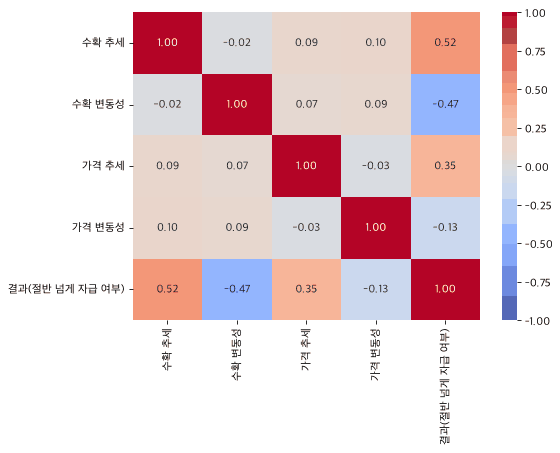 수확 추세 1.00 -0.02 0.09 0.10 0.52
수확 변동성 -0.02 1.00 0.07 0.09 -0.47
가격 추세 0.09 0.07 1.00 -0.03 0.35
가격 변동성 0.10 0.09 -0.03 1.00 -0.13
결과(절반 넘게 자급 여부) 0.52 -0.47 0.35 -0.13 1.00
수확 추세
수확 변동성
가격 추세
가격 변동성
결과(절반 넘게 자급 여부)
1.00
0.75
0.50
0.25
0.00
-0.25
-0.50
-0.75
-1.00